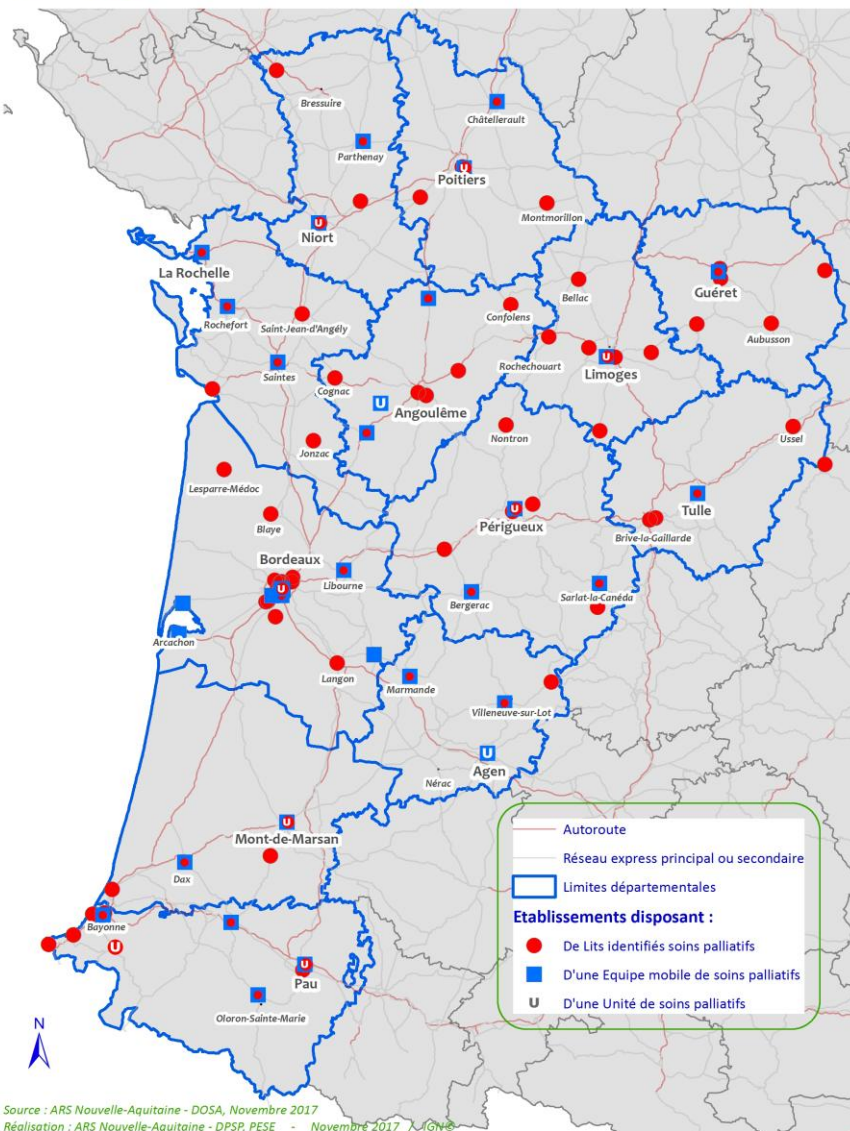 Bressuire
Châtellerault
Parthenay
U
Poitiers
Montmorillon
U
Niort
La Rochelle
Guéret
Rochefort
Saint-Jean-d'Angély
Bellac
Confolens
Aubusson
Saintes
Rochechouart
U
Limoges
Cognac
U
Angoulême
Nontron
Ussel
Jonzac
Lesparre-Médoc
Tulle
Blaye
U
Périgueux
Brive-la-Gaillarde
Bordeaux
U
Libourne
Bergerac
Sarlat-la-Canéda
Arcachon
Langon
Marmande
Villeneuve-sur-Lot
U
Agen
Nérac
U
Mont-de-Marsan
Dax
Bayonne
U
U
Pau
Oloron-Sainte-Marie
Autoroute
Réseau express principal ou secondaire
Limites départementales
Etablissements disposant :
De Lits identifiés soins palliatifs
D'une Equipe mobile de soins palliatifs
U D'une Unité de soins palliatifs
N
Source : ARS Nouvelle-Aquitaine - DOSA, Novembre 2017
Réalisation : ARS Nouvelle-Aquitaine - DPSP, PESE - Novembre 2017 / IGN©